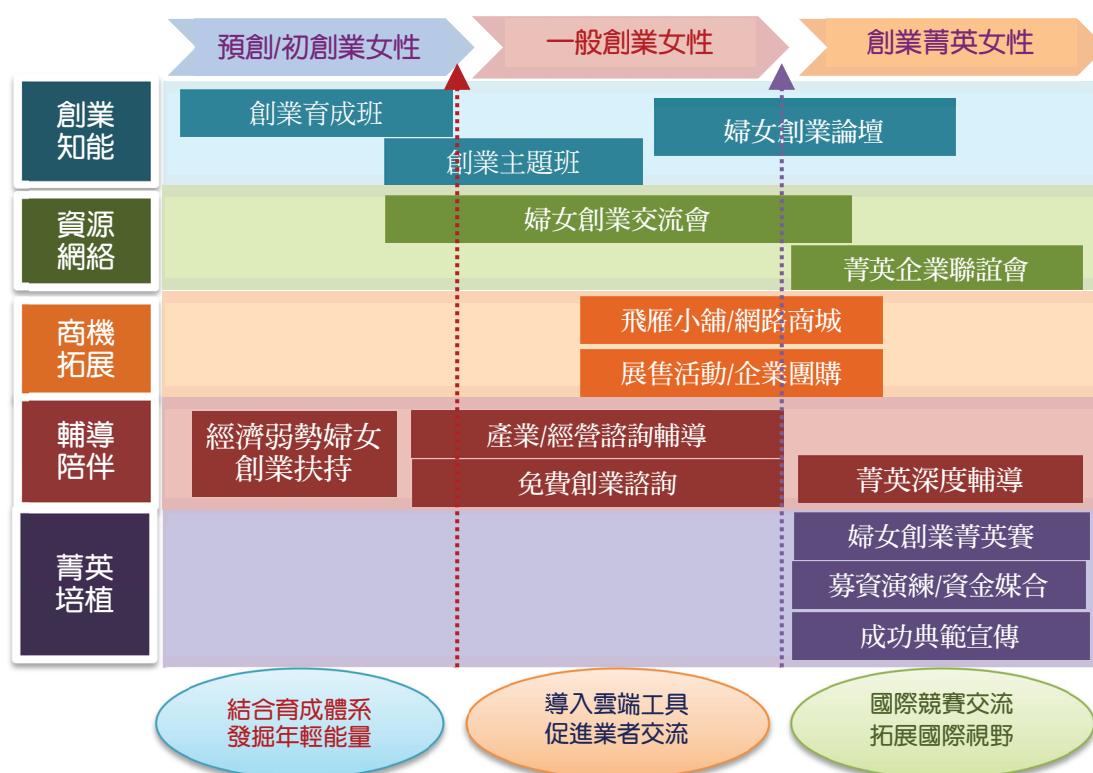 預創/初創業女性
一般創業女性
創業菁英女性
創業
知能
創業育成班
創業主題班
婦女創業論壇
資源
網絡
婦女創業交流會
菁英企業聯誼會
商機
拓展
飛雁小舖/網路商城
展售活動/企業團購
輔導
陪伴
經濟弱勢婦女
創業扶持
產業/經營諮詢輔導
免費創業諮詢
菁英深度輔導
菁英
培植
婦女創業菁英賽
募資演練/資金媒合
成功典範宣傳
結合育成體系
發掘年輕能量
導入雲端工具
促進業者交流
國際競賽交流
拓展國際視野